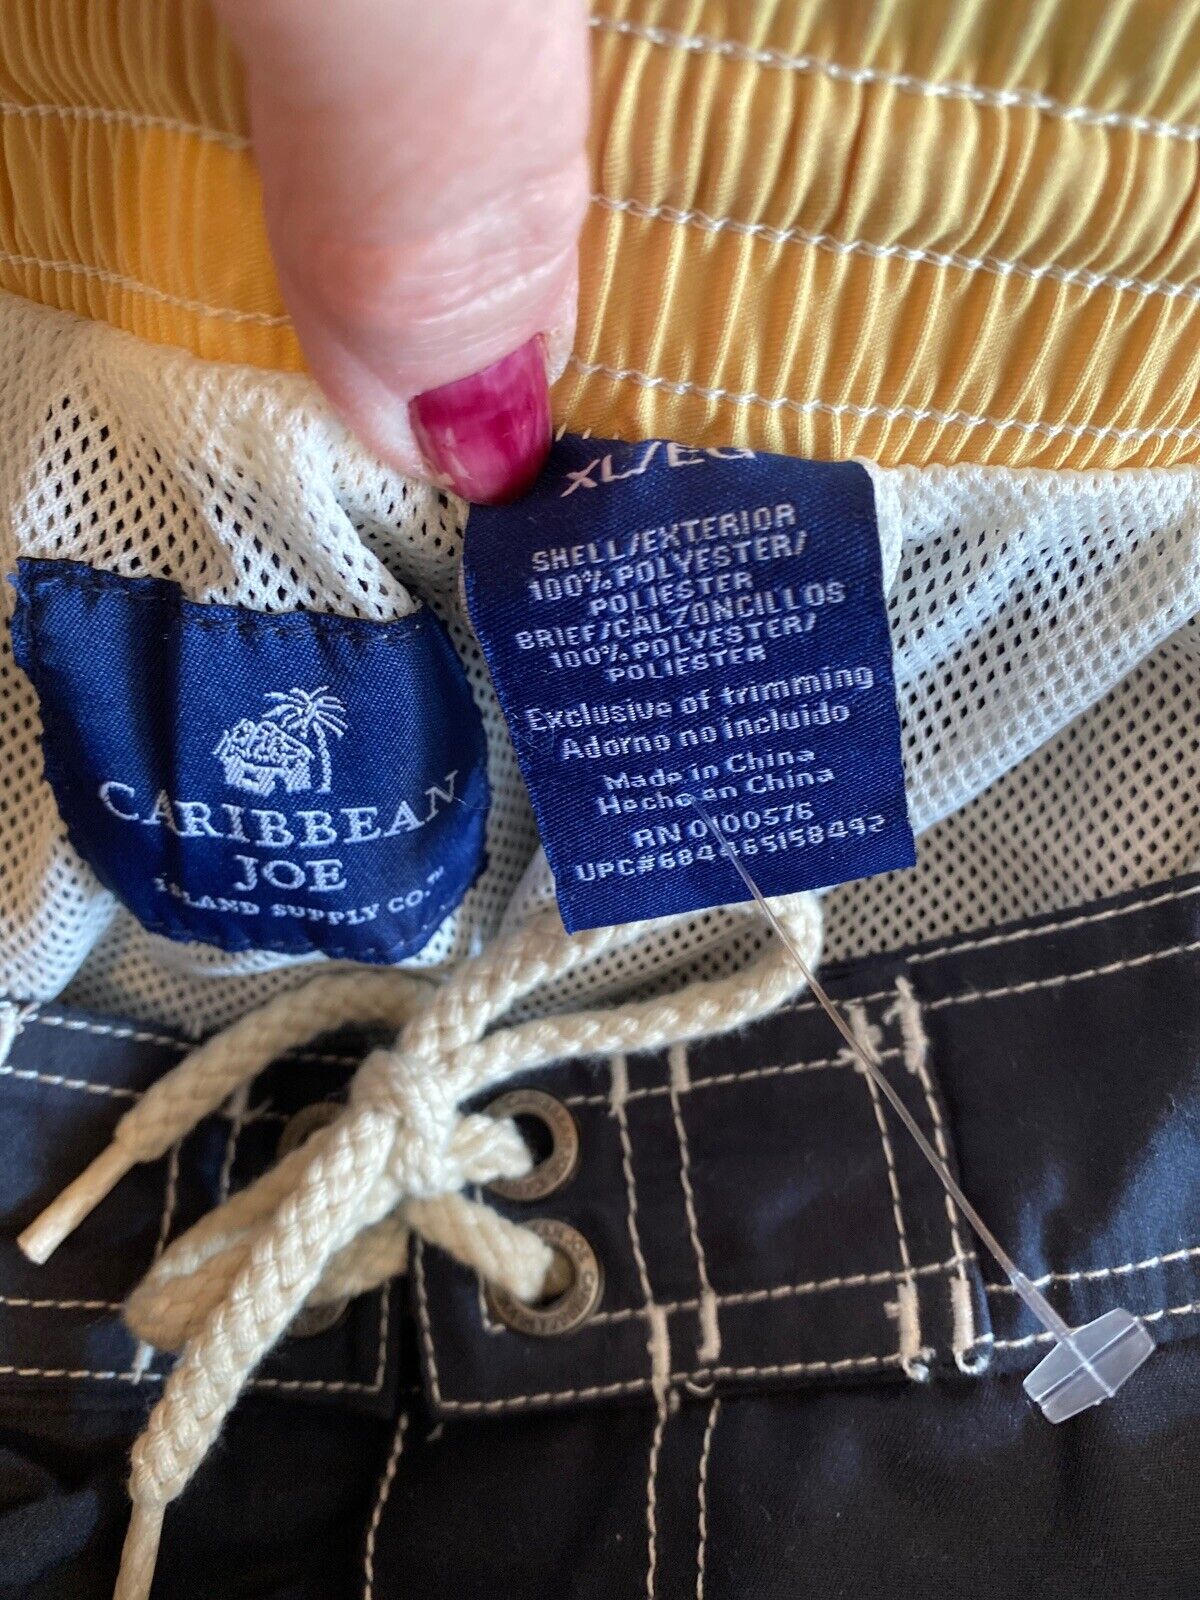 XL/EG
SHELL/EXTERIOR
100% POLYESTER/
POLIESTER
BRIEF/CALZONCILLOS
100% POLYESTER/
POLIESTER
Exclusive of trimming
Adorno no incluido
Made in China
Hecho en China
RN 0100576
UPC#684465158492
CARIBBEAN
JOE
ISLAND SUPPLY CO.™